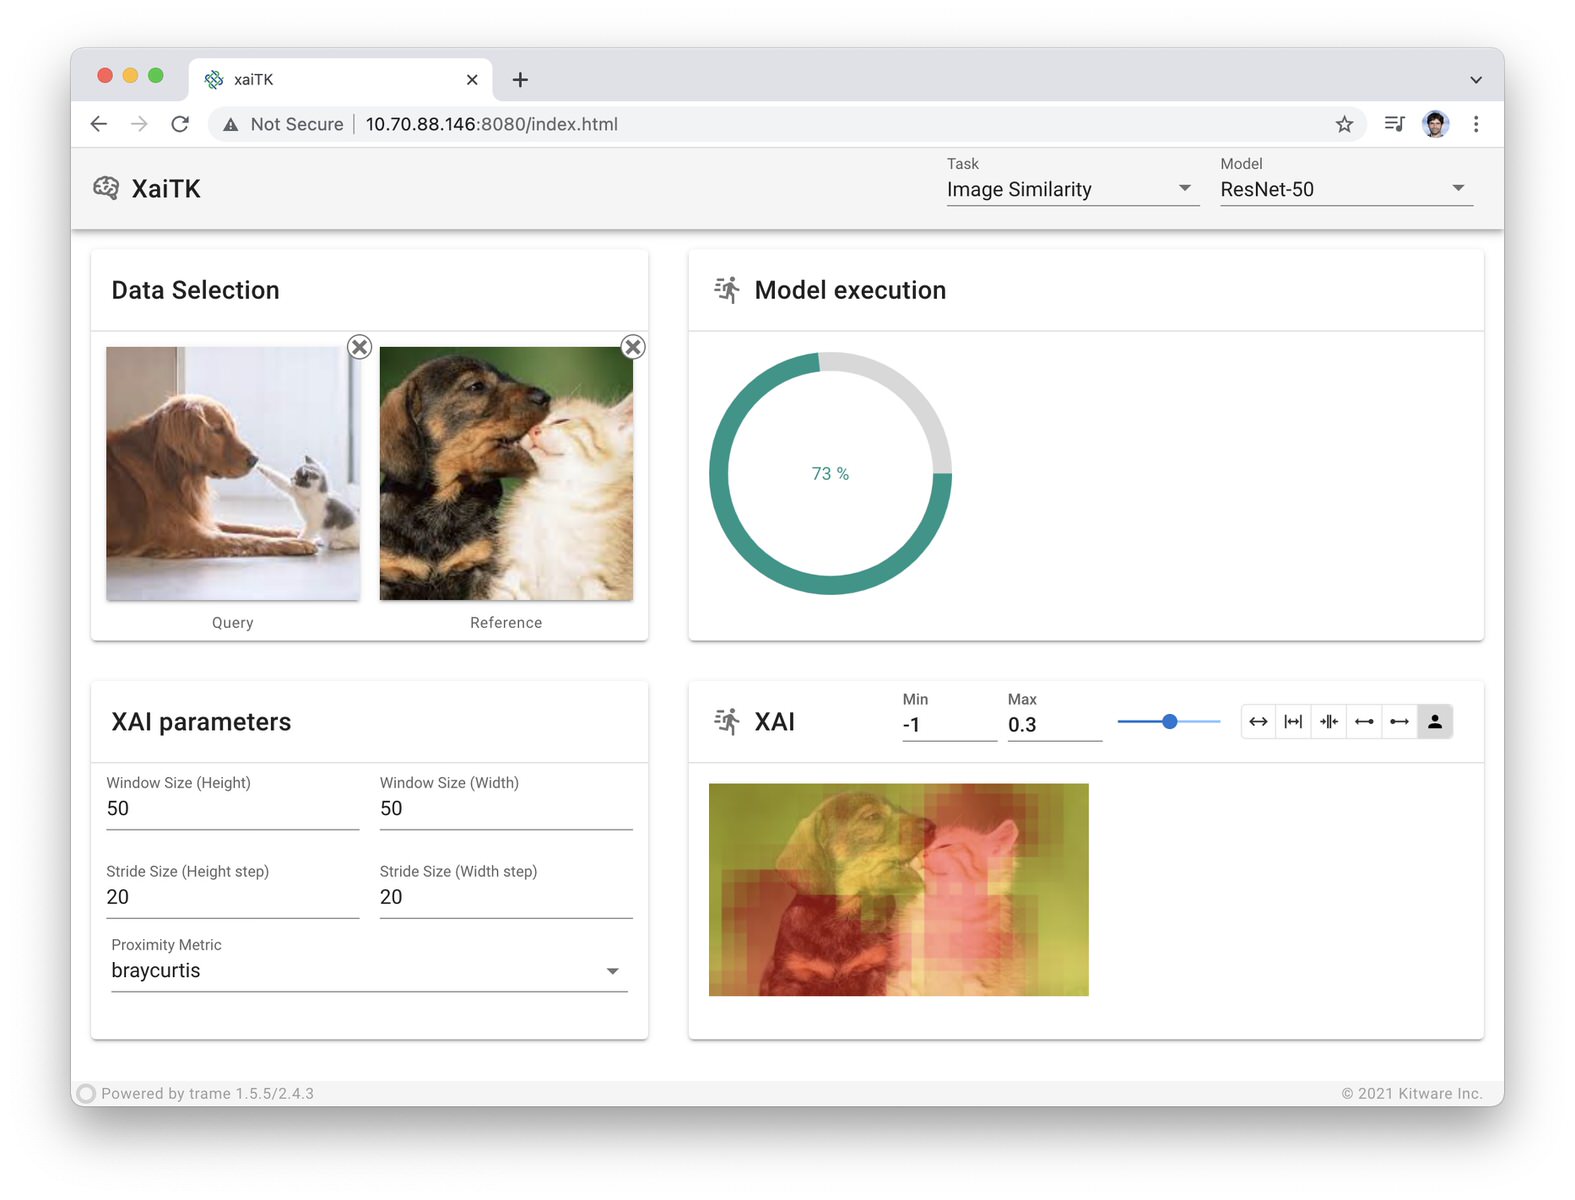 xaiTK
Not Secure 10.70.88.146:8080/index.html
XaiTK
Task
Image Similarity
Model
ResNet-50
Data Selection
Query
Reference
Model execution
73 %
XAI parameters
Window Size (Height)
50
Window Size (Width)
50
Stride Size (Height step)
20
Stride Size (Width step)
20
Proximity Metric
braycurtis
XAI
Min
-1
Max
0.3
Powered by trame 1.5.5/2.4.3
© 2021 Kitware Inc.